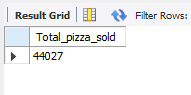 Result Grid Filter Rows:
Total_pizza_sold
44027